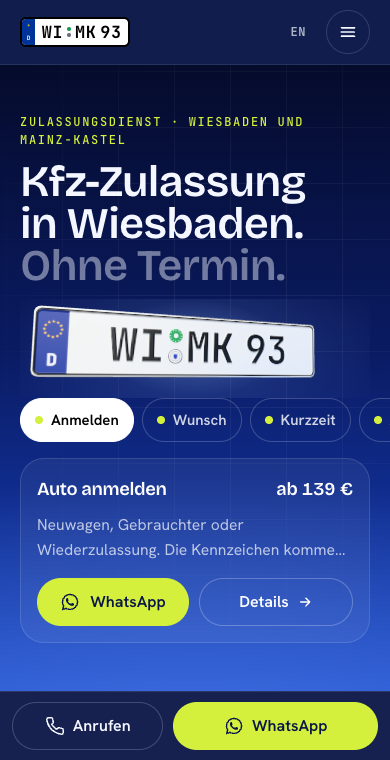 D
WI MK 93
EN
ZULASSUNGSDIENST · WIESBADEN UND
MAINZ-KASTEL
Kfz-Zulassung
in Wiesbaden.
Ohne Termin.
D
WI MK 93
Anmelden
Wunsch
Kurzzeit
Auto anmelden
ab 139 €
Neuwagen, Gebrauchter oder
Wiederzulassung. Die Kennzeichen komme...
WhatsApp
Details →
Anrufen
WhatsApp